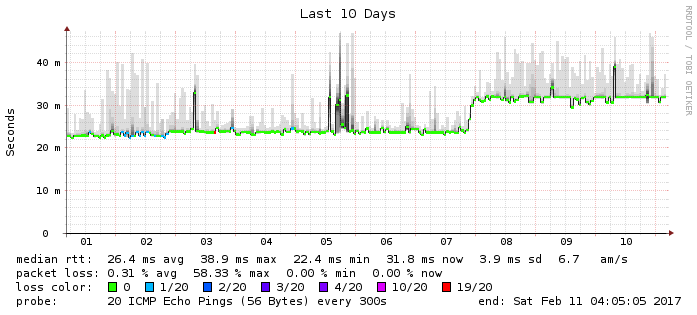 Last 10 Days
RRDTOOL / TOBI OETIKER
Seconds
40 m
30 m
20 m
10 m
0
01 02 03 04 05 06 07 08 09 10
median rtt: 26.4 ms avg 38.9 ms max 22.4 ms min 31.8 ms now 3.9 ms sd 6.7 am/s
packet loss: 0.31 % avg 58.33 % max 0.00 % min 0.00 % now
loss color: 0 1/20 2/20 3/20 4/20 10/20 19/20
probe: 20 ICMP Echo Pings (56 Bytes) every 300s end: Sat Feb 11 04:05:05 2017